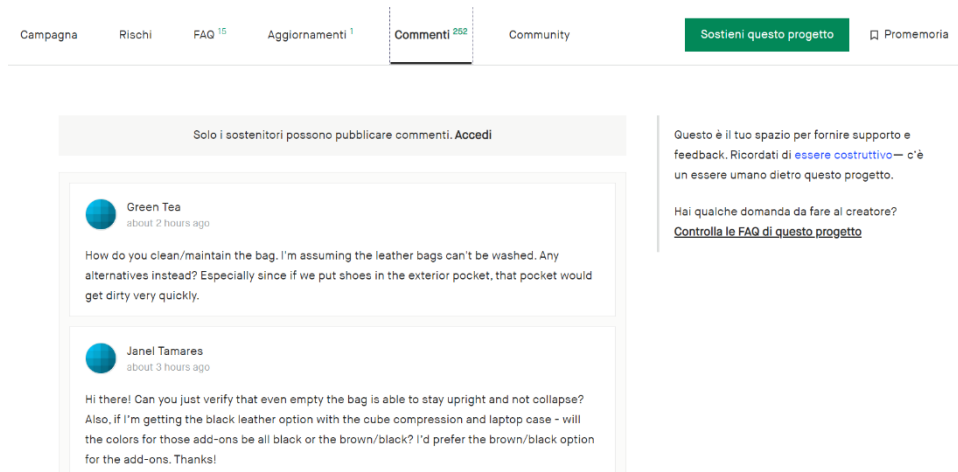 Campagna Rischi FAQ 15 Aggiornamenti 1 Commenti 252 Community Sostieni questo progetto Promemoria
Solo i sostenitori possono pubblicare commenti. Accedi
Green Tea
about 2 hours ago
How do you clean/maintain the bag. I'm assuming the leather bags can't be washed. Any
alternatives instead? Especially since if we put shoes in the exterior pocket, that pocket would
get dirty very quickly.
Janel Tamares
about 3 hours ago
Hi there! Can you just verify that even empty the bag is able to stay upright and not collapse?
Also, if I'm getting the black leather option with the cube compression and laptop case - will
the colors for those add-ons be all black or the brown/black? I'd prefer the brown/black option
for the add-ons. Thanks!
Questo è il tuo spazio per fornire supporto e
feedback. Ricordati di essere costruttivo— c'è
un essere umano dietro questo progetto.
Hai qualche domanda da fare al creatore?
Controlla le FAQ di questo progetto